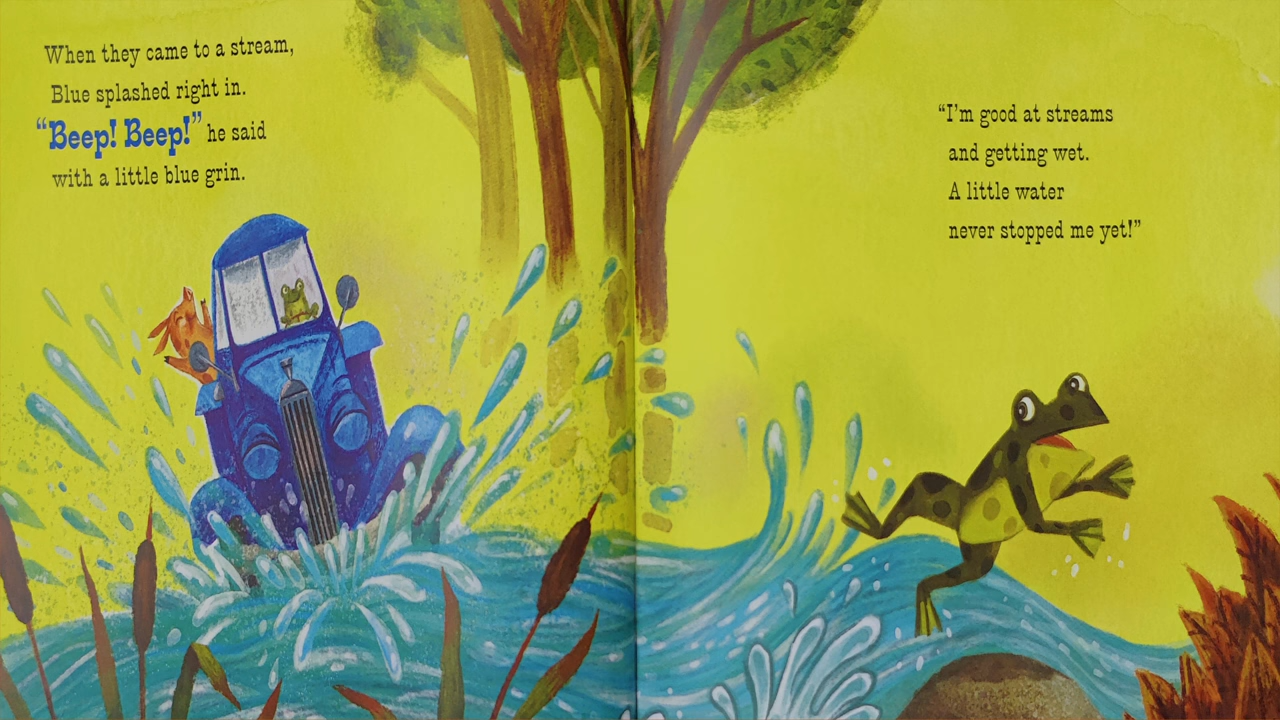 When they came to a stream,
Blue splashed right in.
“Beep! Beep!” he said
with a little blue grin.
“I’m good at streams
and getting wet.
A little water
never stopped me yet!”